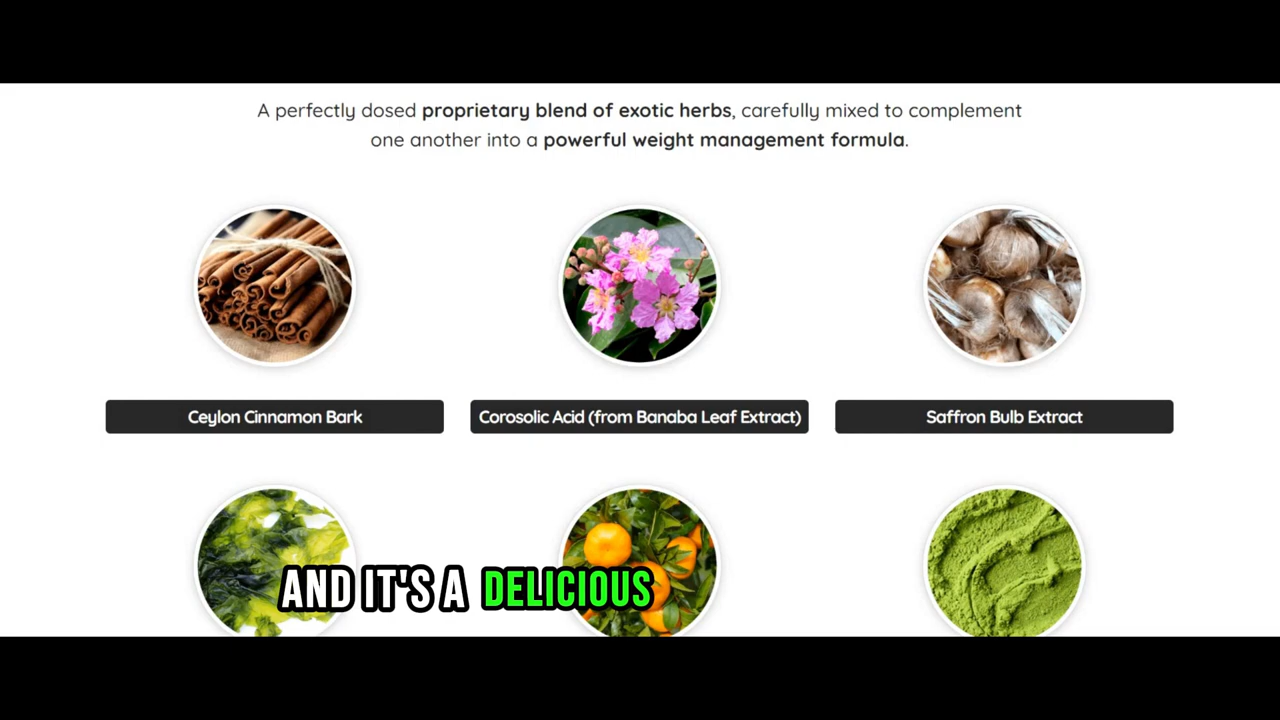 A perfectly dosed proprietary blend of exotic herbs, carefully mixed to complement
one another into a powerful weight management formula.
Ceylon Cinnamon Bark
Corosolic Acid (from Banaba Leaf Extract)
Saffron Bulb Extract
AND IT'S A DELICIOUS